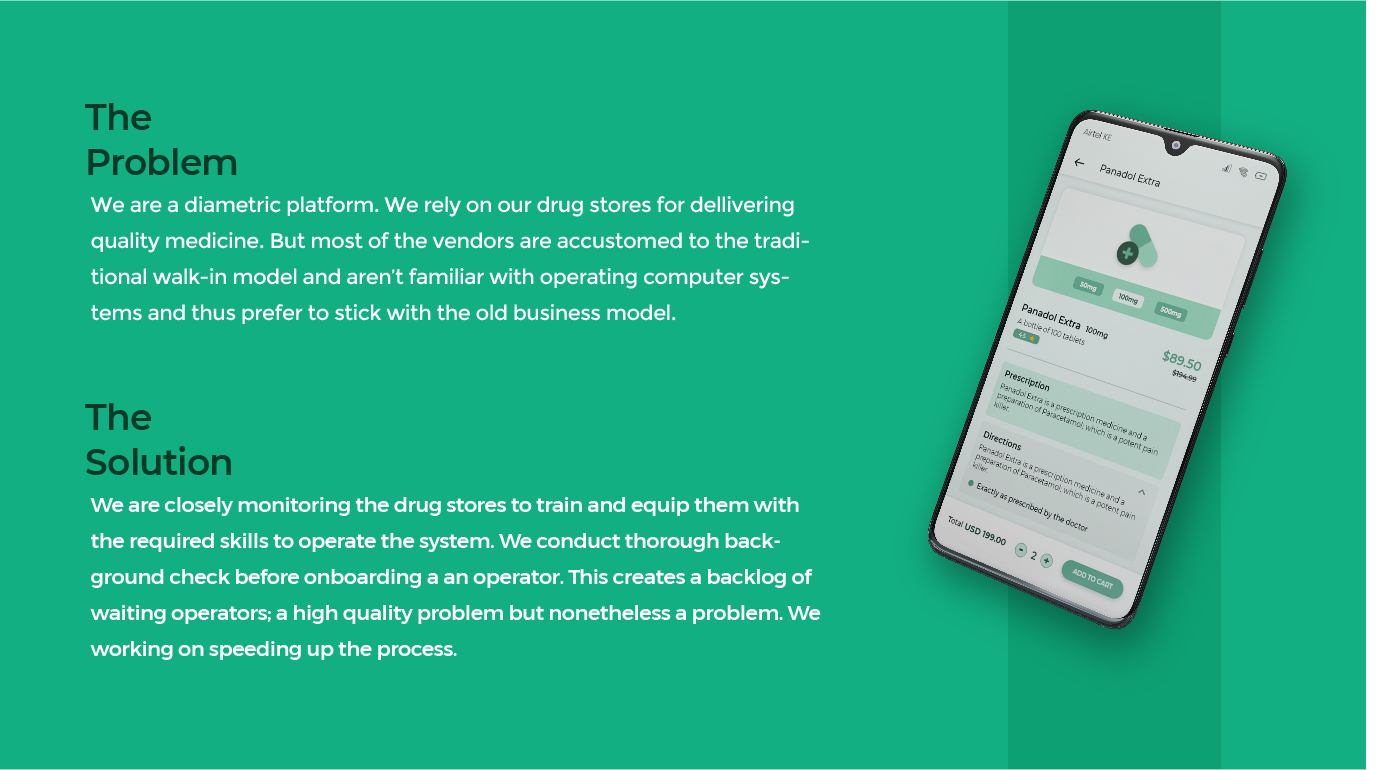 The
Problem
We are a diametric platform. We rely on our drug stores for dellivering
quality medicine. But most of the vendors are accustomed to the tradi-
tional walk-in model and aren't familiar with operating computer sys-
tems and thus prefer to stick with the old business model.
The
Solution
We are closely monitoring the drug stores to train and equip them with
the required skills to operate the system. We conduct thorough back-
ground check before onboarding a an operator. This creates a backlog of
waiting operators; a high quality problem but nonetheless a problem. We
working on speeding up the process.
Airtel KE
Panadol Extra
50mg 100mg 500mg
Panadol Extra 100mg
A bottle of 100 tablets
4.5
$89.50
$194.99
Prescription
Panadol Extra is a prescription medicine and a
preparation of Paracetamol, which is a potent pain
killer.
Directions
Panadol Extra is a prescription medicine and a
preparation of Paracetamol, which is a potent pain
killer.
Exactly as prescribed by the doctor
Total USD 199.00
- 2 +
ADD TO CART